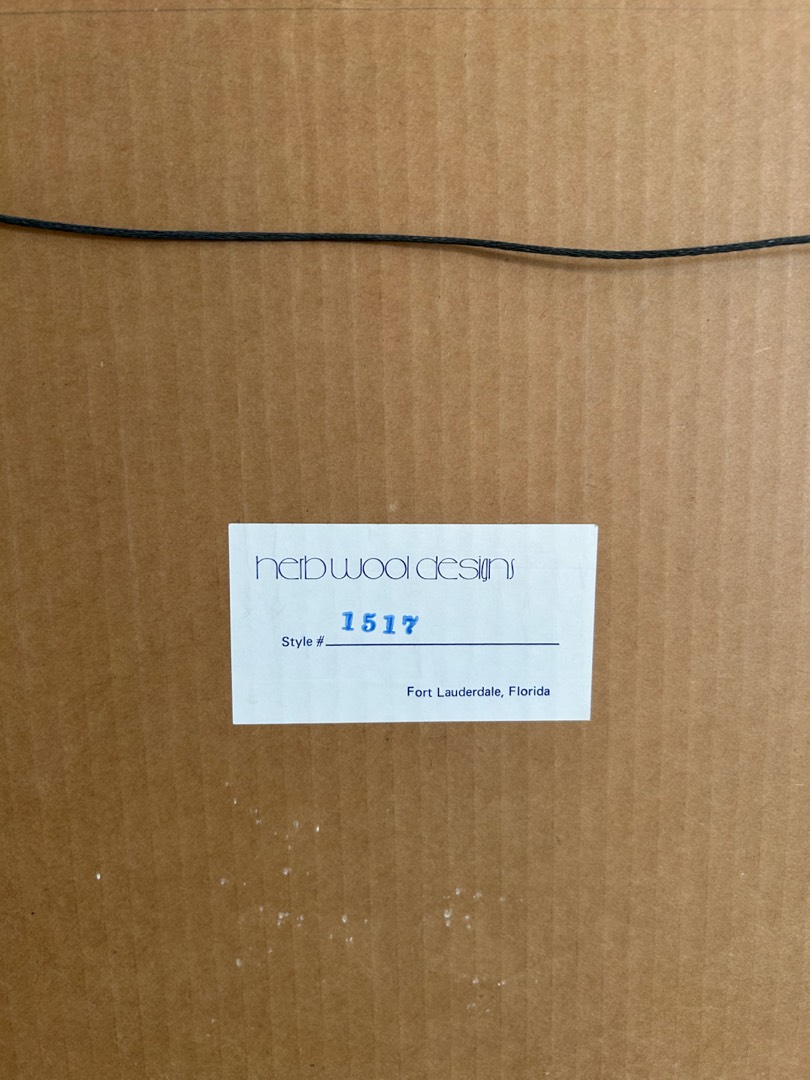 herb wool designs
Style # 1517
Fort Lauderdale, Florida